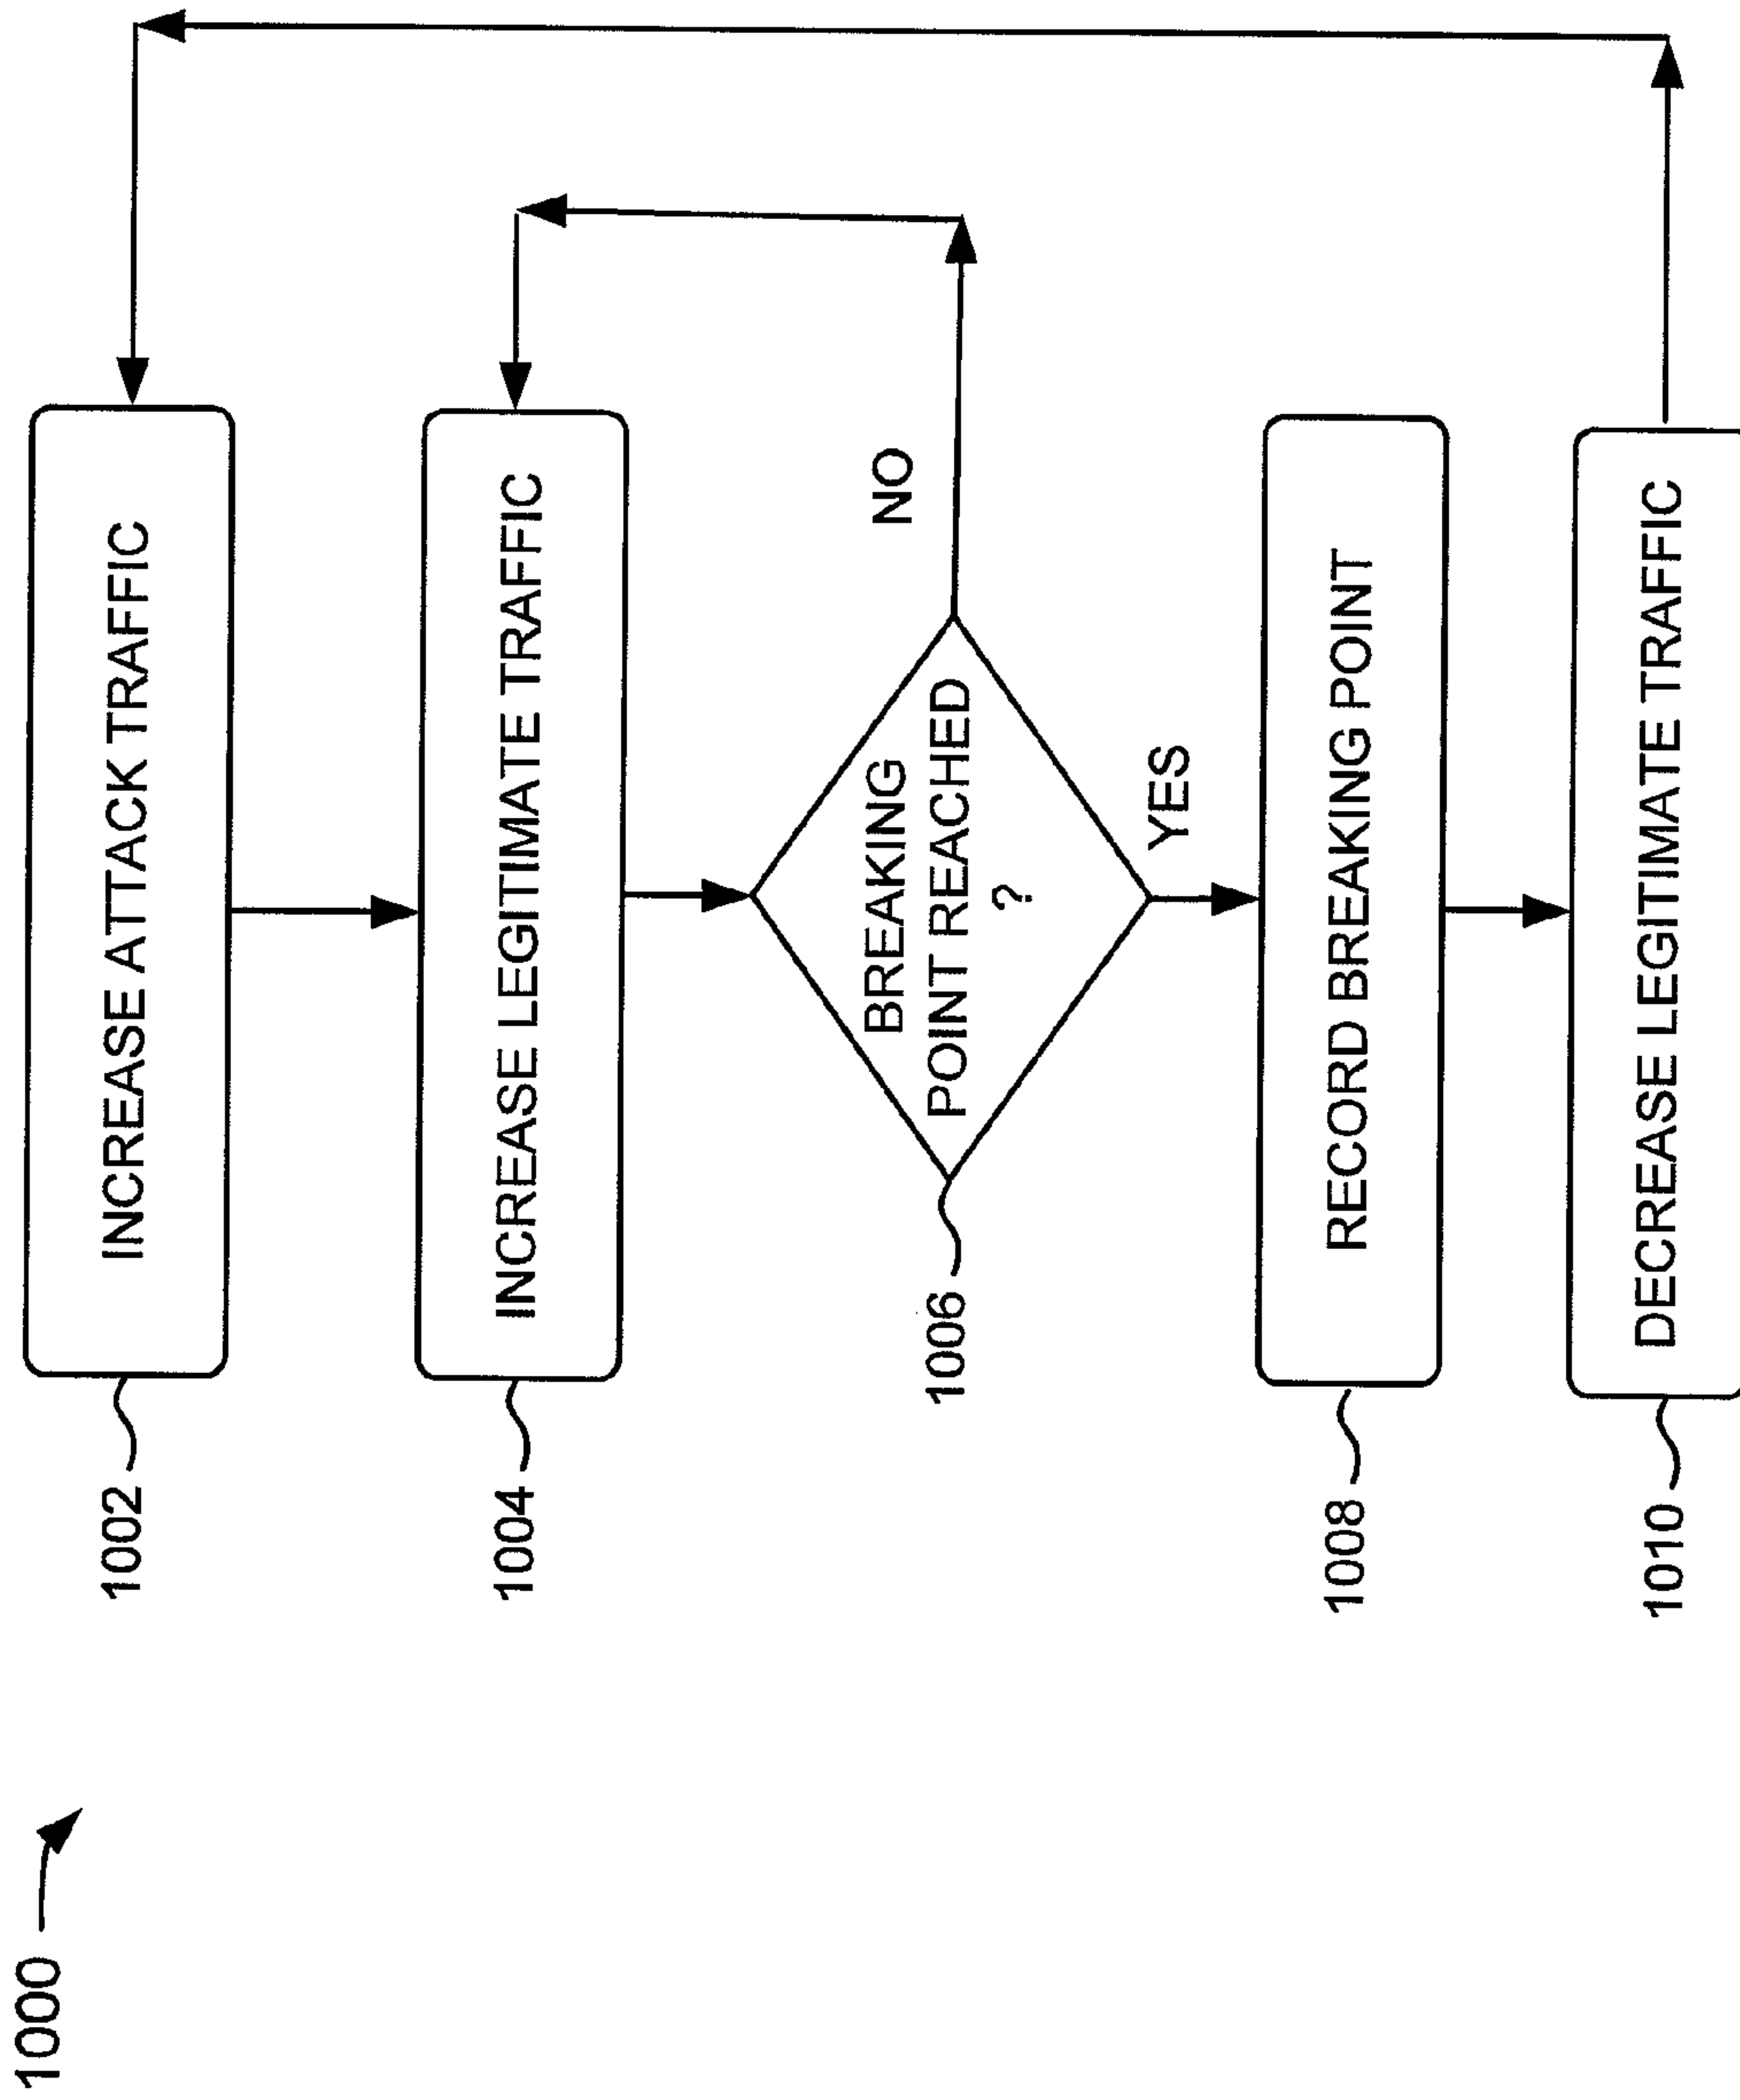 1000
1002
INCREASE ATTACK TRAFFIC
1004
INCREASE LEGITIMATE TRAFFIC
1006
BREAKING
POINT REACHED
?
NO
YES
1008
RECORD BREAKING POINT
1010
DECREASE LEGITIMATE TRAFFIC